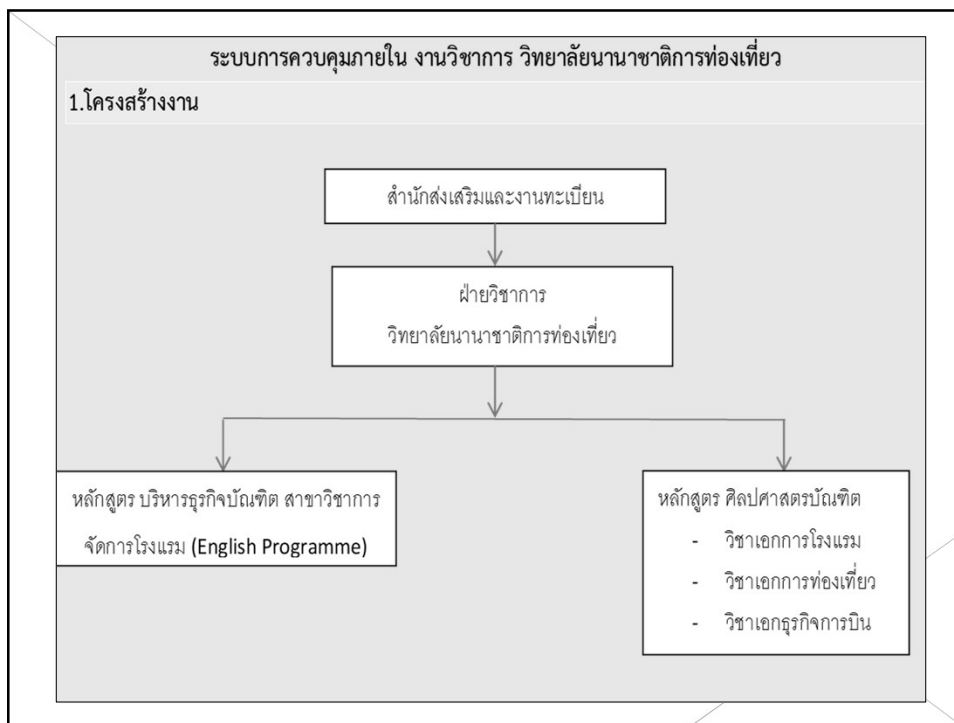 ระบบการควบคุมภายใน งานวิชาการ วิทยาลัยนานาชาติการท่องเที่ยว
1.โครงสร้างงาน
สำนักส่งเสริมและงานทะเบียน
ฝ่ายวิชาการ
วิทยาลัยนานาชาติการท่องเที่ยว
หลักสูตร บริหารธุรกิจบัณฑิต สาขาวิชาการ
จัดการโรงแรม (English Programme)
หลักสูตร ศิลปศาสตรบัณฑิต
- วิชาเอกการโรงแรม
- วิชาเอกการท่องเที่ยว
- วิชาเอกธุรกิจการบิน